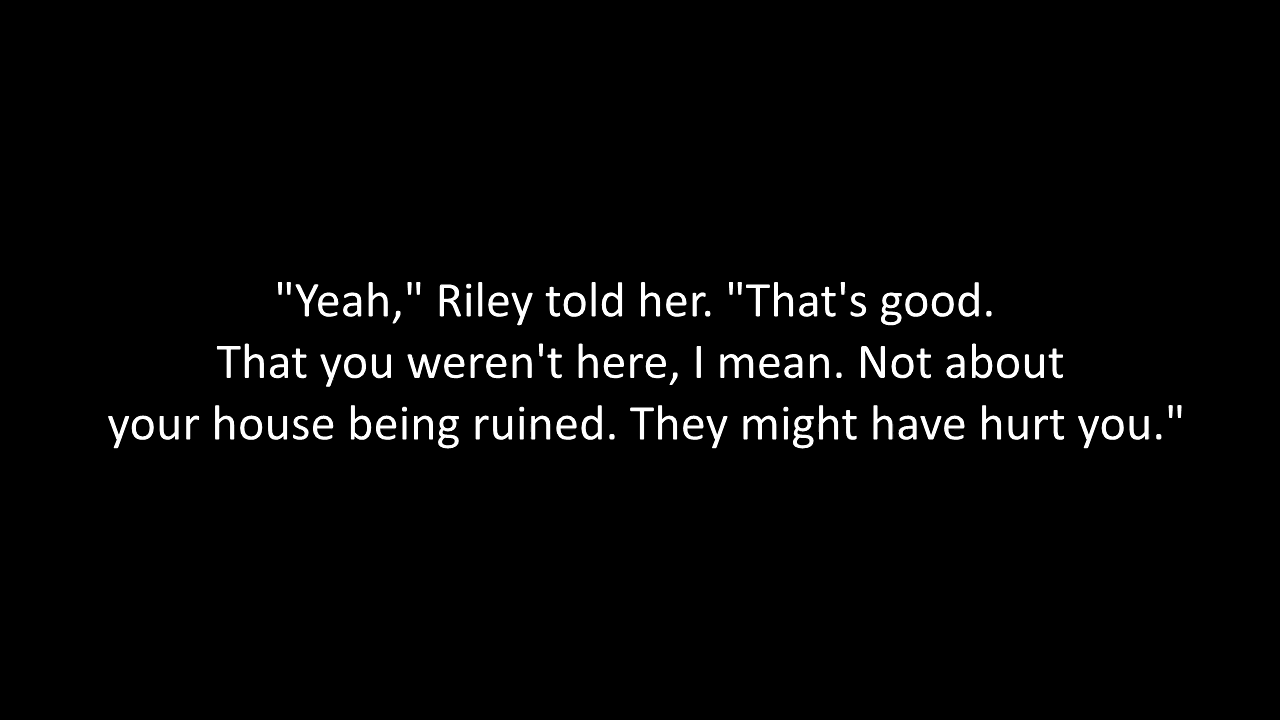 "Yeah," Riley told her. "That's good.
That you weren't here, I mean. Not about
your house being ruined. They might have hurt you."